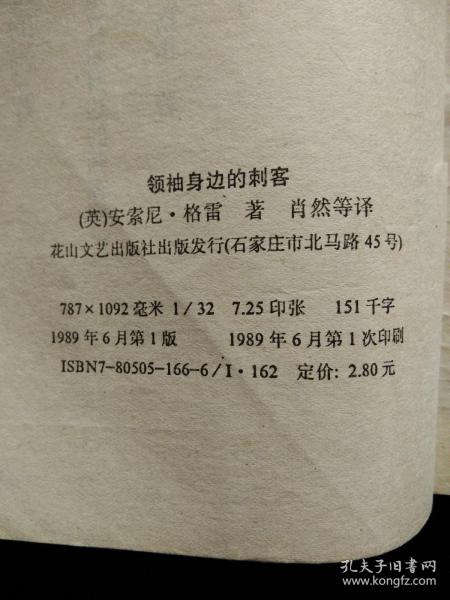 领袖身边的刺客
(英)安索尼·格雷 著 肖然等译
花山文艺出版社出版发行(石家庄市北马路45号)
787×1092毫米 1/32 7.25印张 151千字
1989年6月第1版 1989年6月第1次印刷
ISBN7-80505-166-6/I·162 定价: 2.80元
孔夫子旧书网
www.kongfz.com